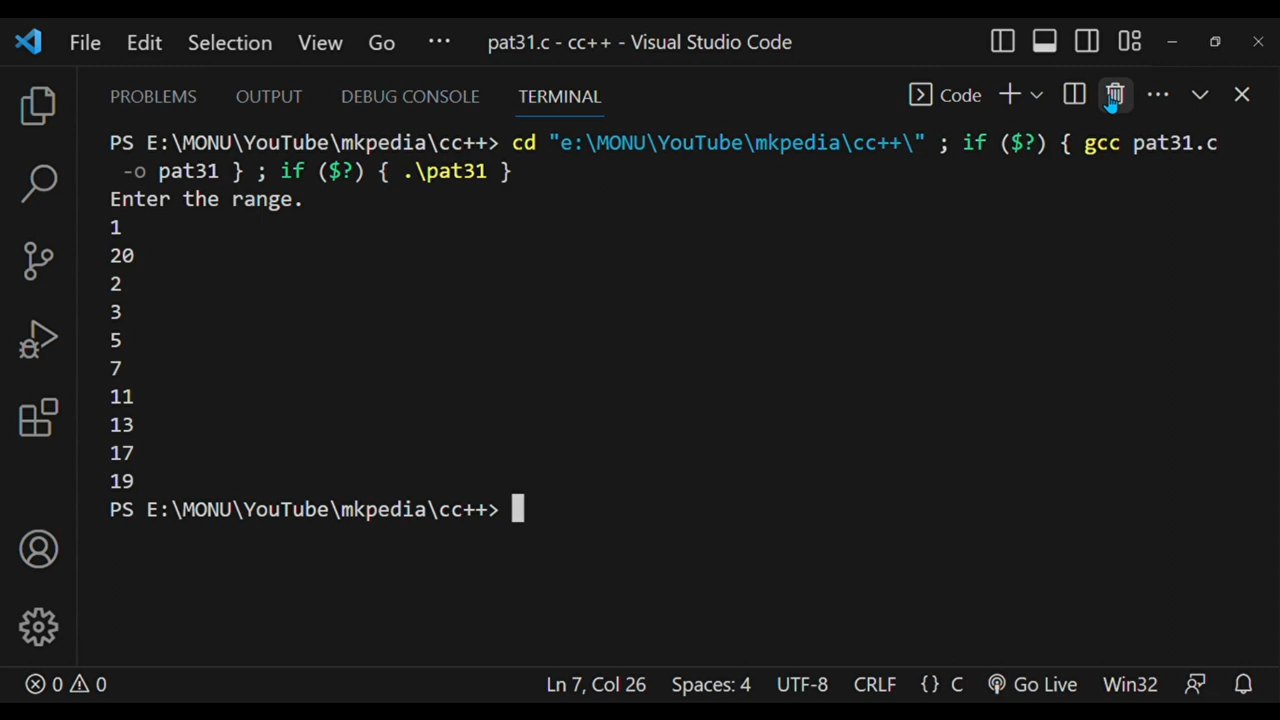 File Edit Selection View Go ··· pat31.c - cc++ - Visual Studio Code
PROBLEMS OUTPUT DEBUG CONSOLE TERMINAL Code
PS E:\MONU\YouTube\mkpedia\cc++> cd "e:\MONU\YouTube\mkpedia\cc++\" ; if ($?) { gcc pat31.c
-o pat31 } ; if ($?) { .\pat31 }
Enter the range.
1
20
2
3
5
7
11
13
17
19
PS E:\MONU\YouTube\mkpedia\cc++>
0 0 Ln 7, Col 26 Spaces: 4 UTF-8 CRLF {} C Go Live Win32